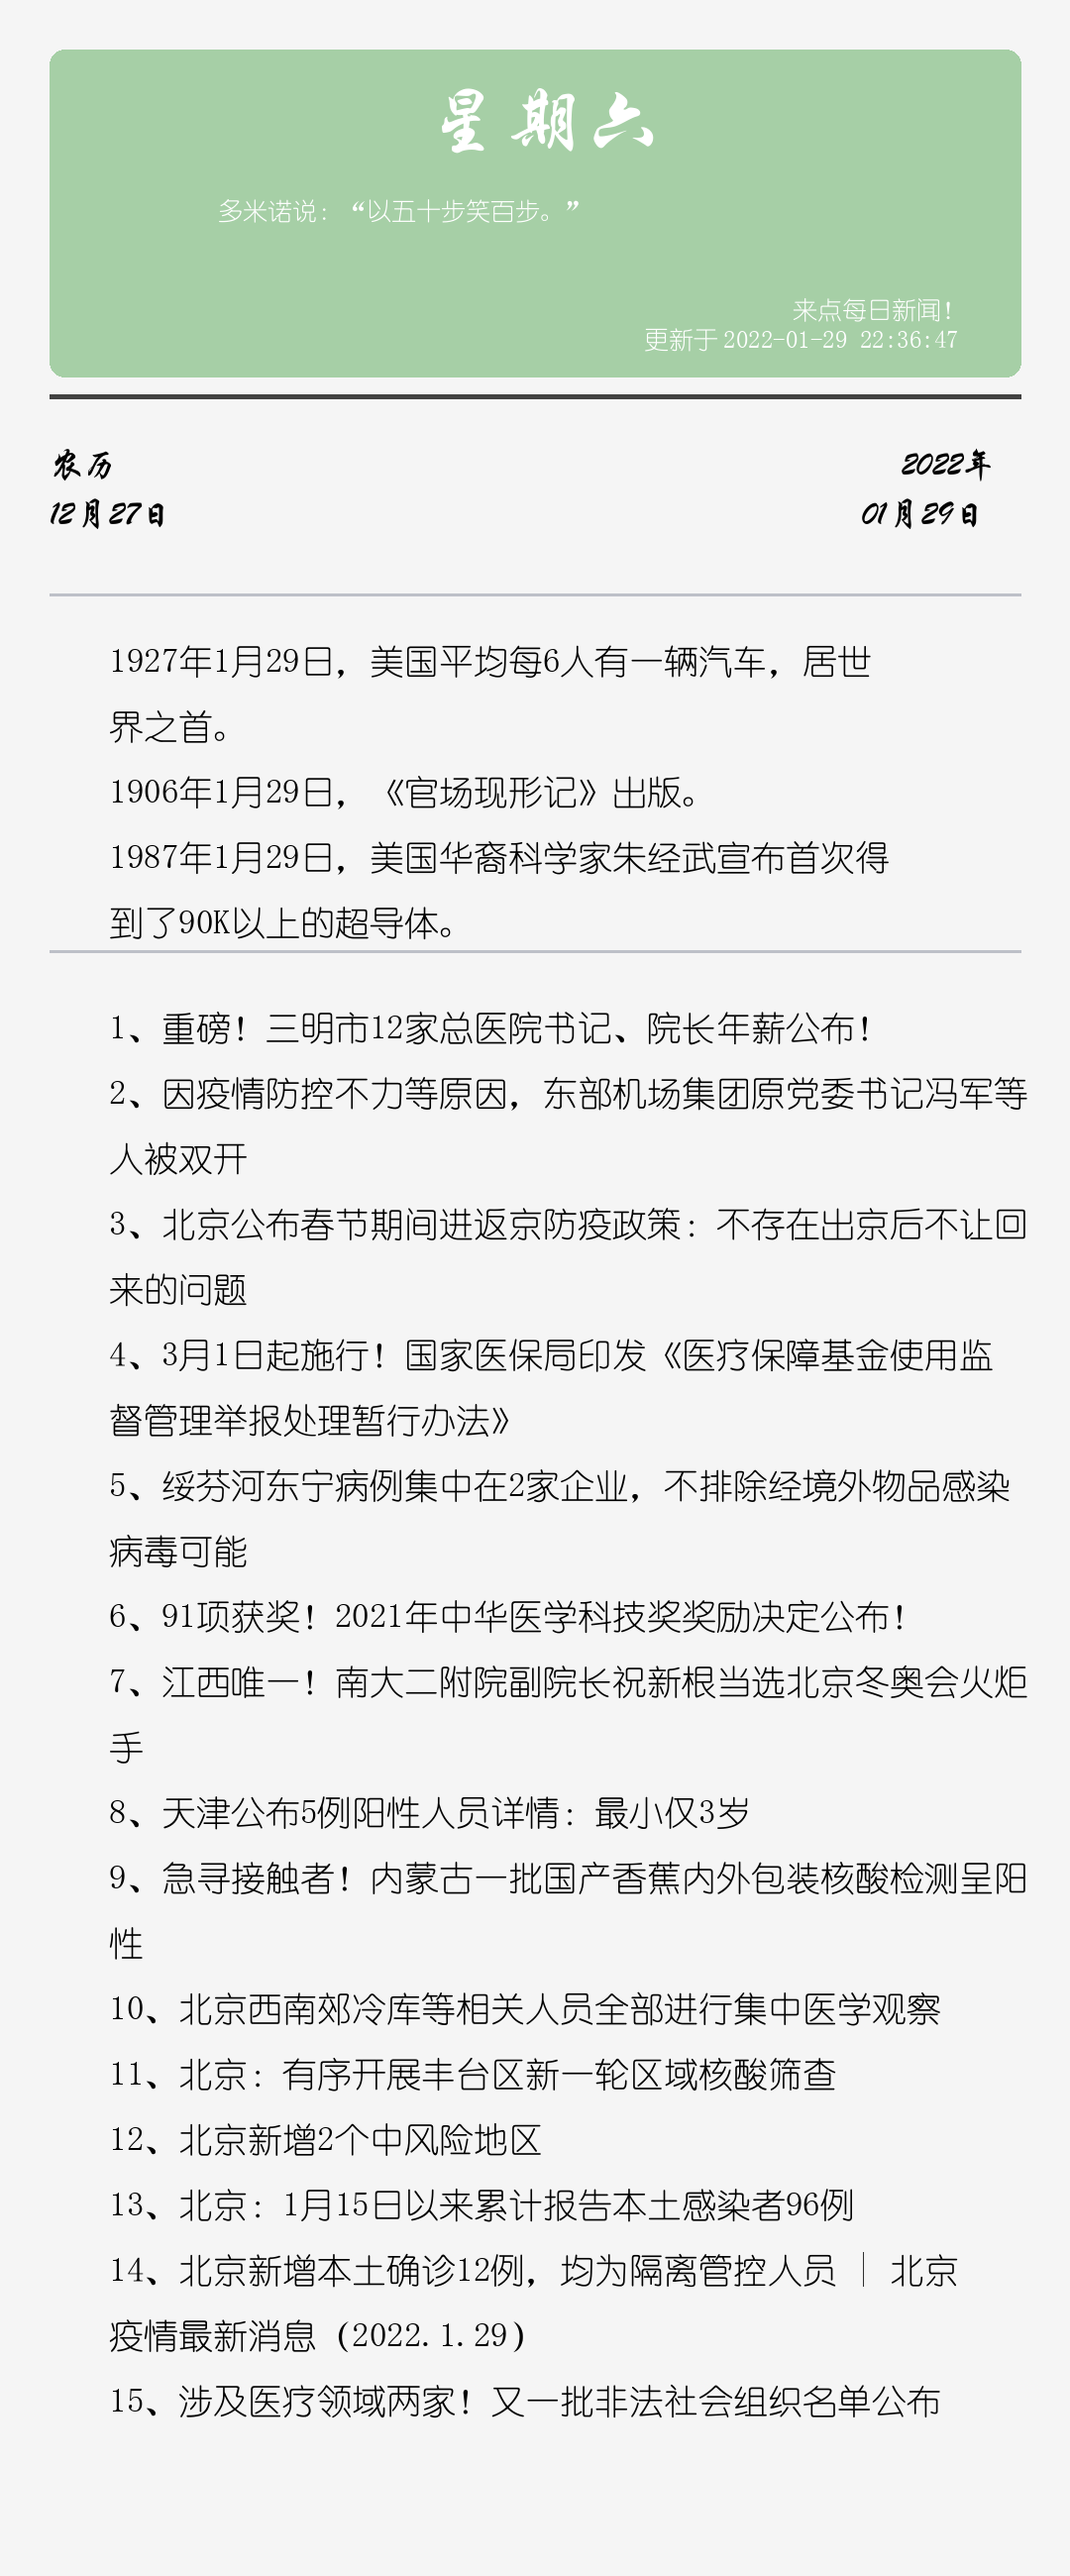 星期六
多米诺说：“以五十步笑百步。”
来点每日新闻！
更新于 2022-01-29 22:36:47
农历
2022年
12月27日
01月29日
1927年1月29日，美国平均每6人有一辆汽车，居世
界之首。
1906年1月29日，《官场现形记》出版。
1987年1月29日，美国华裔科学家朱经武宣布首次得
到了90K以上的超导体。
1、重磅！三明市12家总医院书记、院长年薪公布！
2、因疫情防控不力等原因，东部机场集团原党委书记冯军等
人被双开
3、北京公布春节期间进返京防疫政策：不存在出京后不让回
来的问题
4、3月1日起施行！国家医保局印发《医疗保障基金使用监
督管理举报处理暂行办法》
5、绥芬河东宁病例集中在2家企业，不排除经境外物品感染
病毒可能
6、91项获奖！2021年中华医学科技奖奖励决定公布！
7、江西唯一！南大二附院副院长祝新根当选北京冬奥会火炬
手
8、天津公布5例阳性人员详情：最小仅3岁
9、急寻接触者！内蒙古一批国产香蕉内外包装核酸检测呈阳
性
10、北京西南郊冷库等相关人员全部进行集中医学观察
11、北京：有序开展丰台区新一轮区域核酸筛查
12、北京新增2个中风险地区
13、北京：1月15日以来累计报告本土感染者96例
14、北京新增本土确诊12例，均为隔离管控人员 ｜ 北京
疫情最新消息（2022.1.29）
15、涉及医疗领域两家！又一批非法社会组织名单公布